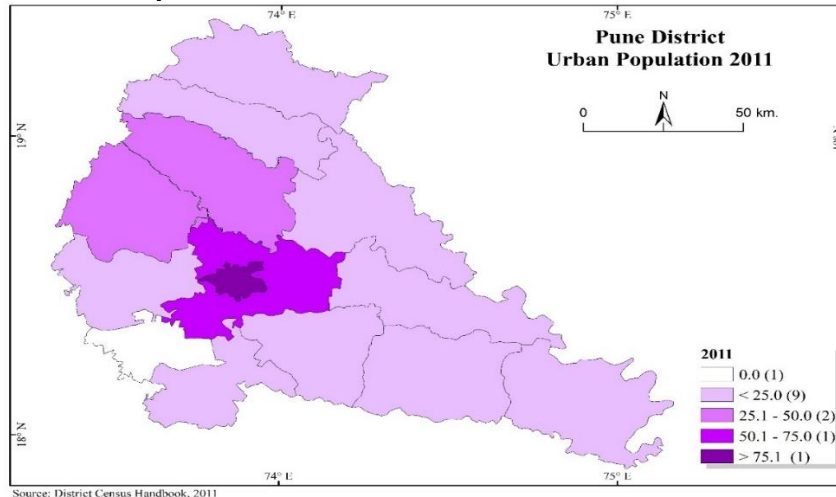 74° E
75° E
Pune District
Urban Population 2011
N
0
50 km.
19° N
18° N
2011
0.0 (1)
< 25.0 (9)
25.1 - 50.0 (2)
50.1 - 75.0 (1)
> 75.1 (1)
74° E
75° E
Source: District Census Handbook, 2011